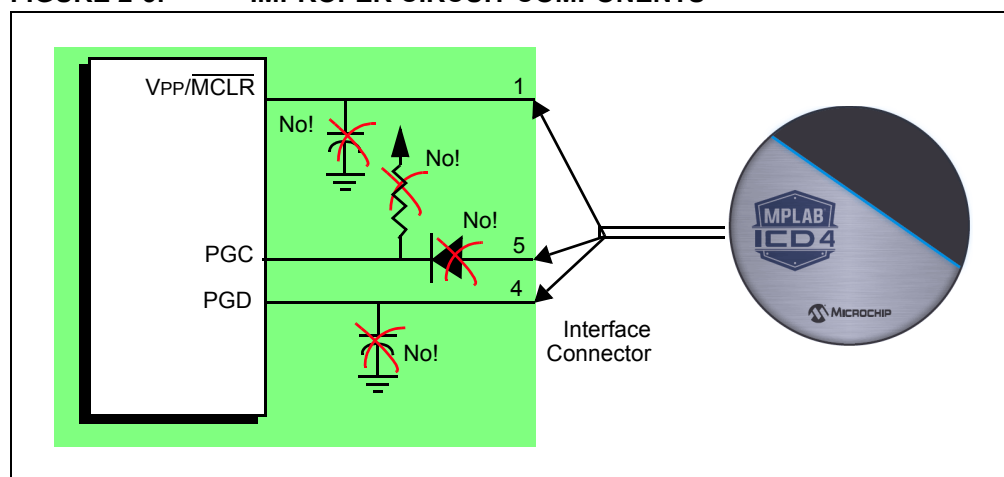 VPP/MCLR
1
No!
No!
No!
PGC
5
PGD
4
No!
Interface
Connector
MPLAB
ICD4
MICROCHIP